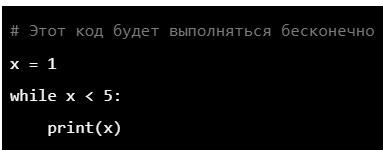 # Этот код будет выполняться бесконечно
x = 1
while x < 5:
    print(x)